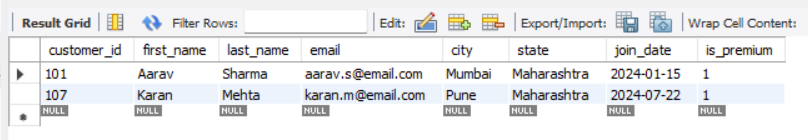 Result Grid Filter Rows: Edit: Export/Import: Wrap Cell Content:
customer_id first_name last_name email city state join_date is_premium
101 Aarav Sharma aarav.s@email.com Mumbai Maharashtra 2024-01-15 1
107 Karan Mehta karan.m@email.com Pune Maharashtra 2024-07-22 1
NULL NULL NULL NULL NULL NULL NULL NULL